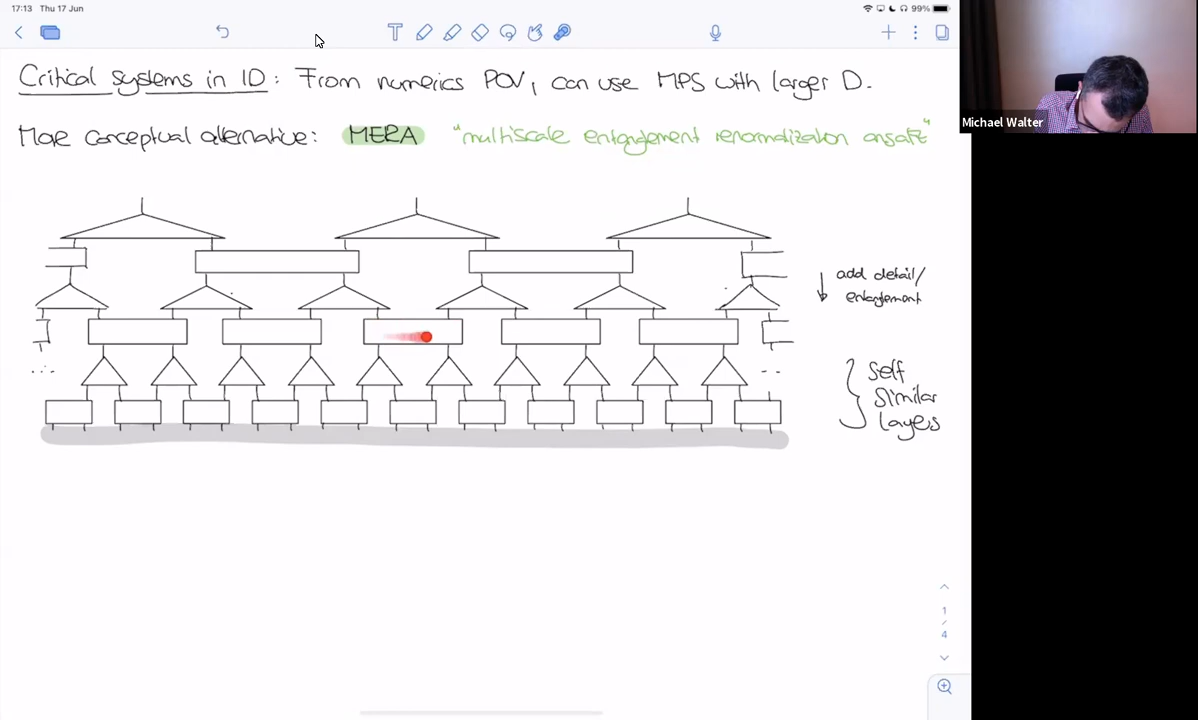 17:13 Thu 17 Jun
99%
Critical systems in 1D: From numerics POV, can use MPS with larger D.
More conceptual alternative: MERA "multiscale entanglement renormalization ansatz"
add detail/
entanglement
self
similar
layers
Michael Walter
1
/
4